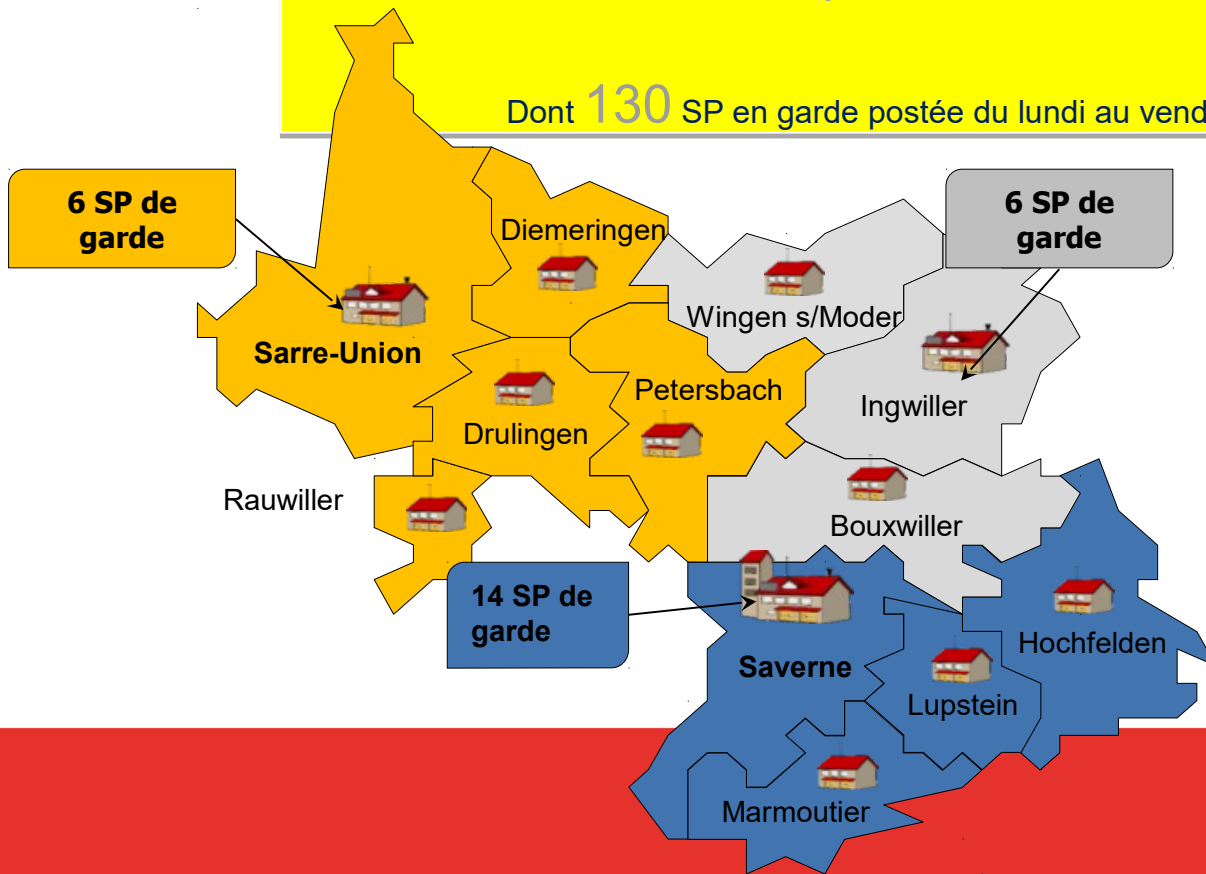 Dont 130 SP en garde postée du lundi au vend
6 SP de
garde
6 SP de
garde
Diemeringen
Wingen s/Moder
Sarre-Union
Petersbach
Ingwiller
Drulingen
Rauwiller
Bouxwiller
14 SP de
garde
Hochfelden
Saverne
Lupstein
Marmoutier